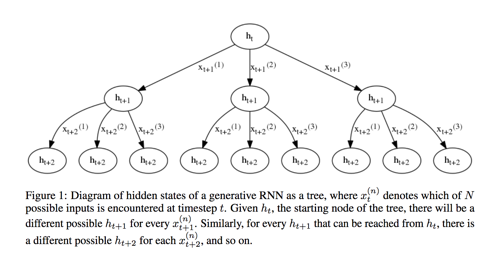 h_t
x_{t+1}^{(1)} x_{t+1}^{(2)} x_{t+1}^{(3)}
h_{t+1} h_{t+1} h_{t+1}
x_{t+2}^{(1)} x_{t+2}^{(2)} x_{t+2}^{(3)} x_{t+2}^{(1)} x_{t+2}^{(2)} x_{t+2}^{(3)} x_{t+2}^{(1)} x_{t+2}^{(2)} x_{t+2}^{(3)}
h_{t+2} h_{t+2} h_{t+2} h_{t+2} h_{t+2} h_{t+2} h_{t+2} h_{t+2} h_{t+2}
Figure 1: Diagram of hidden states of a generative RNN as a tree, where x_t^{(n)} denotes which of N
possible inputs is encountered at timestep t. Given h_t, the starting node of the tree, there will be a
different possible h_{t+1} for every x_{t+1}^{(n)}. Similarly, for every h_{t+1} that can be reached from h_t, there
is a different possible h_{t+2} for each x_{t+2}^{(n)}, and so on.